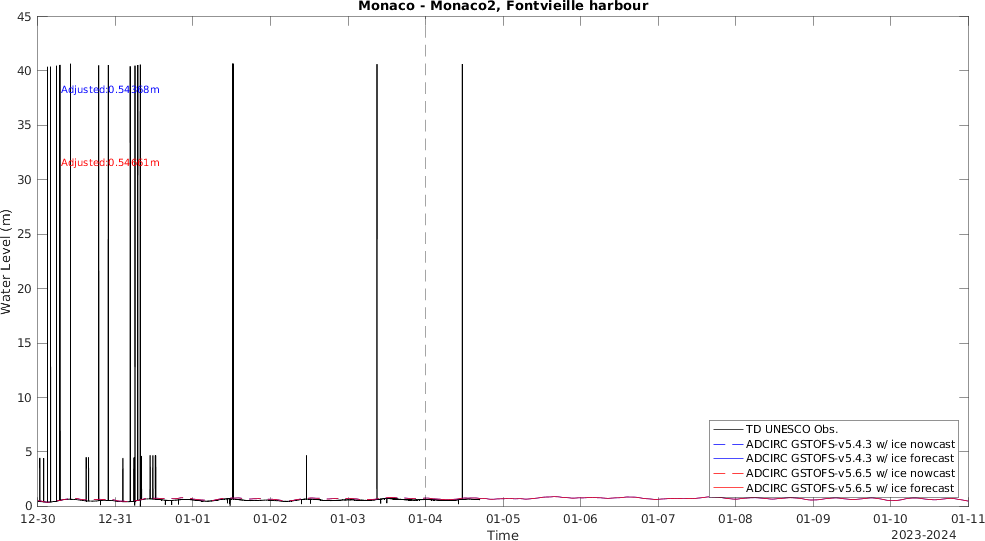 Monaco - Monaco2, Fontvieille harbour
45
40
35
30
25
20
15
10
5
0
Water Level (m)
Adjusted:0.54368m
Adjusted:0.54661m
TD UNESCO Obs.
ADCIRC GSTOFS-v5.4.3 w/ ice nowcast
ADCIRC GSTOFS-v5.4.3 w/ ice forecast
ADCIRC GSTOFS-v5.6.5 w/ ice nowcast
ADCIRC GSTOFS-v5.6.5 w/ ice forecast
12-30 12-31 01-01 01-02 01-03 01-04 01-05 01-06 01-07 01-08 01-09 01-10 01-11
Time
2023-2024